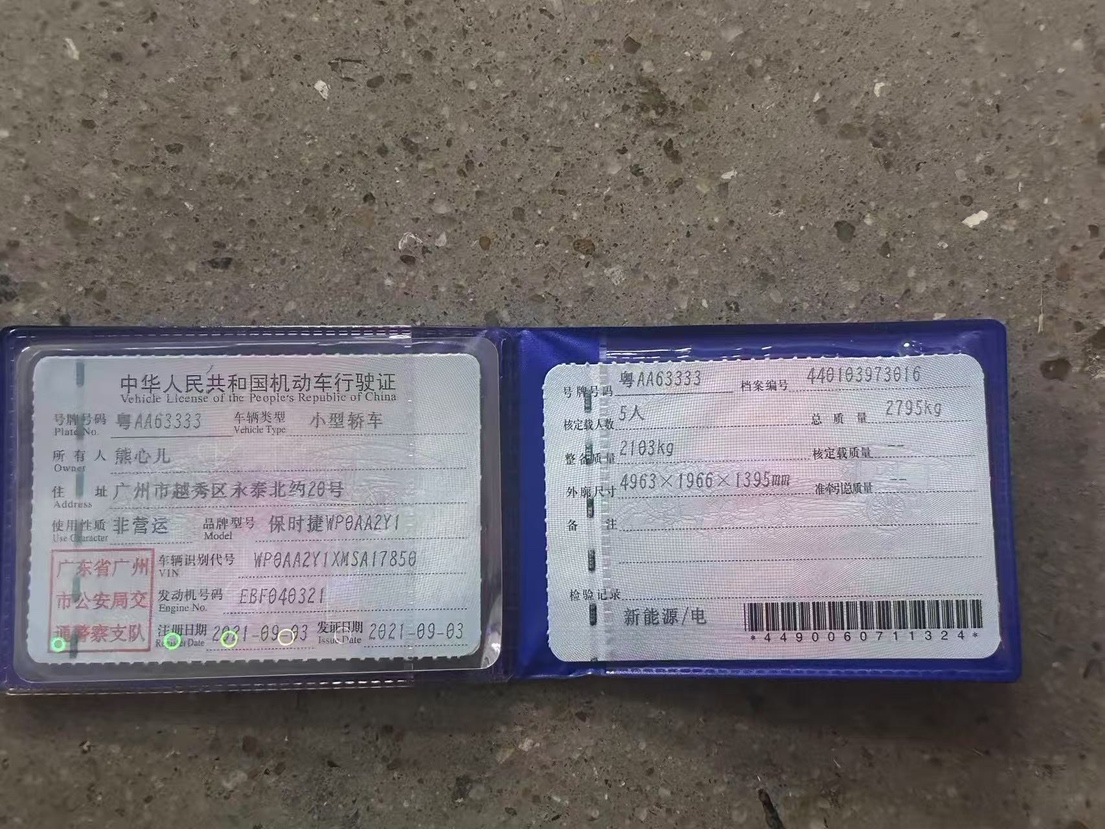 中华人民共和国机动车行驶证
Vehicle License of the People's Republic of China
号牌号码 粤AA63333 车辆类型 小型轿车
Plate No. Vehicle Type
所有人 熊心儿
Owner
住址 广州市越秀区永泰北约20号
Address
使用性质 非营运 品牌型号 保时捷WP0AA2Y1
Use Character Model
广东省广州
市公安局交
通警察支队
车辆识别代号 WP0AA2Y1XMSA17850
VIN
发动机号码 EBF040321
Engine No.
注册日期 2021-09-03 发证日期 2021-09-03
Register Date Issue Date
号牌号码 粤AA63333 档案编号 440103973016
核定载人数 5人 总质量 2795kg
整备质量 2103kg 核定载质量 --
外廓尺寸 4963×1966×1395mm 准牵引总质量 --
备注
检验记录
新能源/电
*4490060711324*